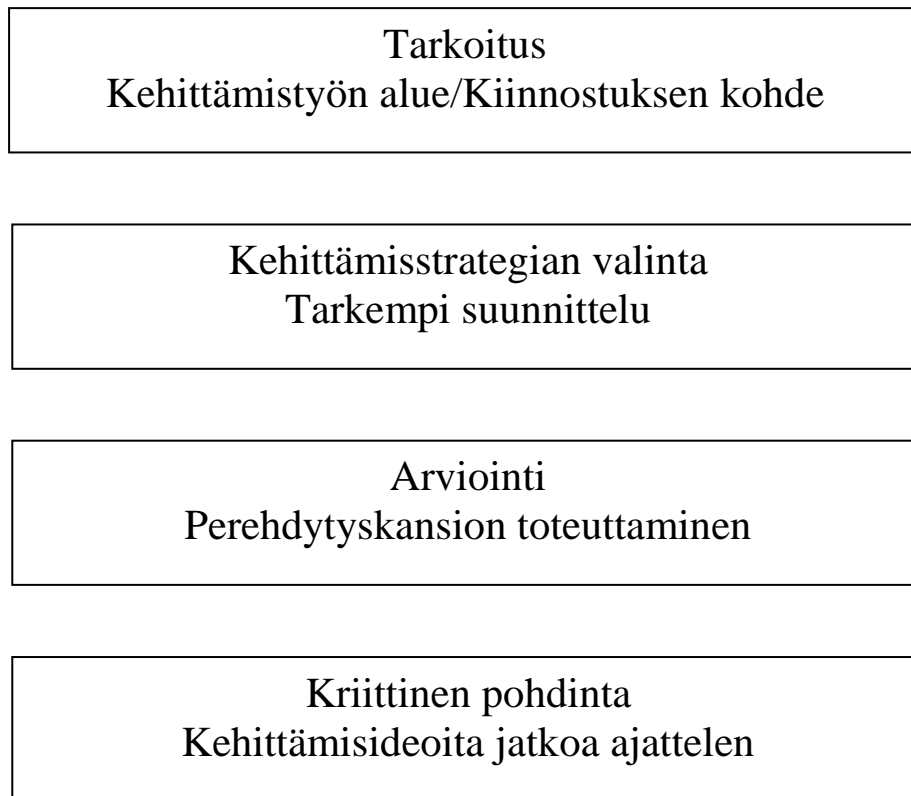 Tarkoitus
Kehittämistyön alue/Kiinnostuksen kohde
Kehittämisstrategian valinta
Tarkempi suunnittelu
Arviointi
Perehdytyskansion toteuttaminen
Kriittinen pohdinta
Kehittämisideoita jatkoa ajattelen